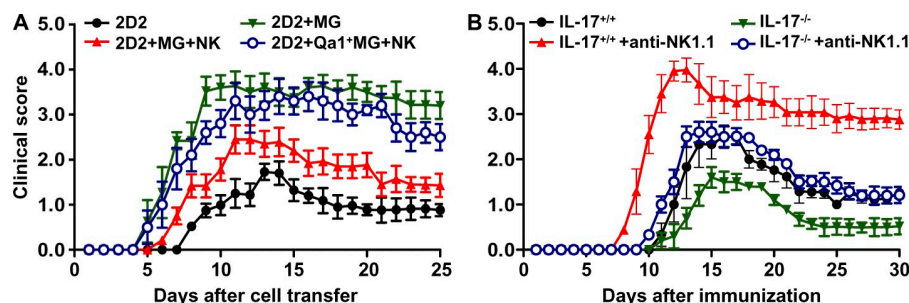 A
2D2
2D2+MG
2D2+MG+NK
2D2+Qa1⁺MG+NK
Clinical score
5.0
4.0
3.0
2.0
1.0
0.0
0 5 10 15 20 25
Days after cell transfer
B
IL-17⁺/⁺
IL-17⁻/⁻
IL-17⁺/⁺ +anti-NK1.1
IL-17⁻/⁻ +anti-NK1.1
5.0
4.0
3.0
2.0
1.0
0.0
0 5 10 15 20 25 30
Days after immunization